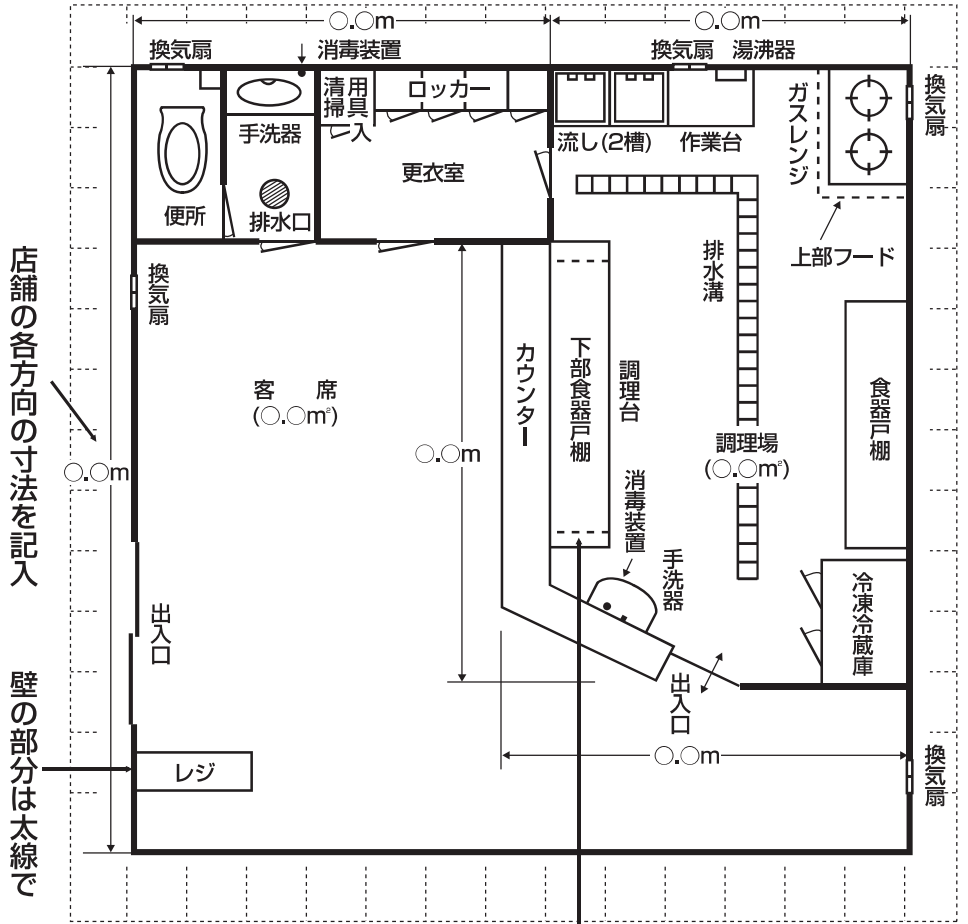 ○.○m
○.○m
換気扇
消毒装置
換気扇
湯沸器
換気扇
清掃用具入
ロッカー
手洗器
便所
排水口
更衣室
流し(2槽)
作業台
ガスレンジ
上部フード
換気扇
店舗の各方向の寸法を記入
○.○m
客席
(○.○m²)
○.○m
カウンター
下部食器戸棚
調理台
排水溝
調理場
(○.○m²)
食器戸棚
消毒装置
手洗器
冷凍冷蔵庫
出入口
出入口
○.○m
換気扇
壁の部分は太線で
レジ